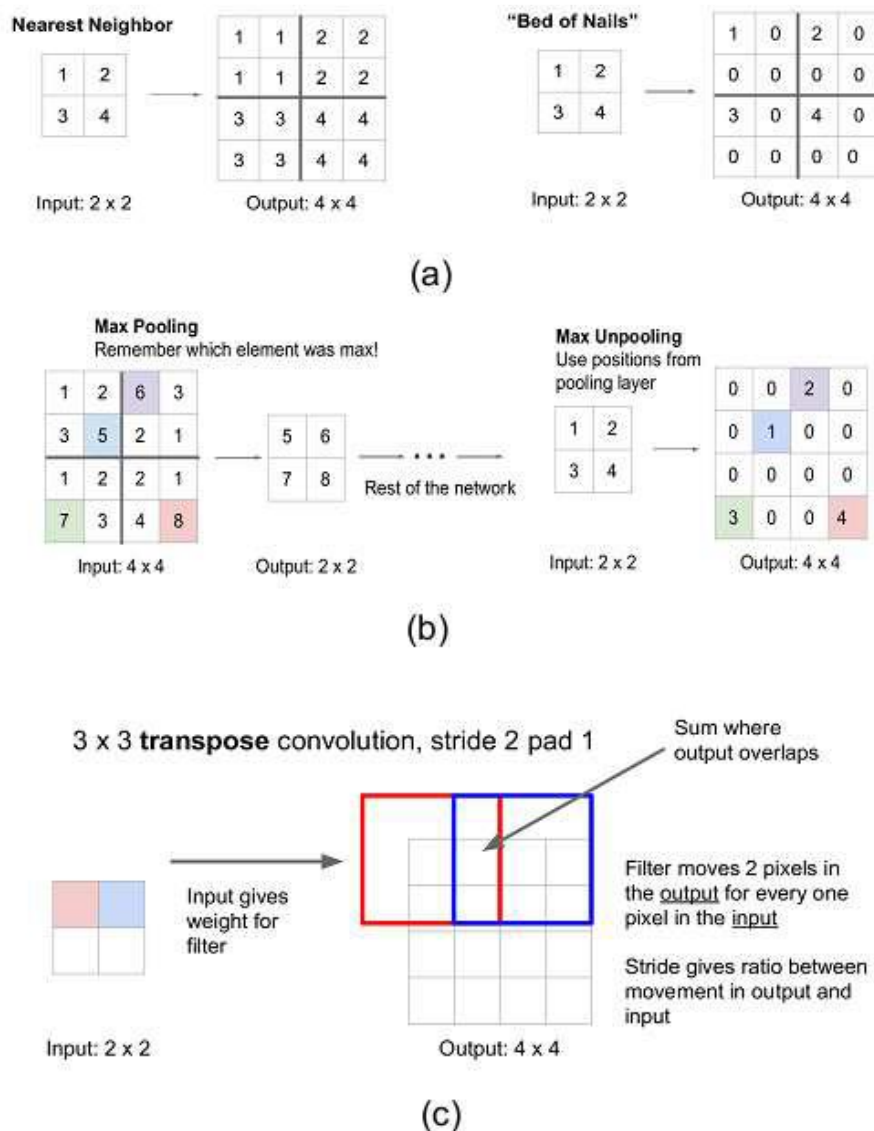 Nearest Neighbor
1 2
3 4
Input: 2 x 2
1 1 2 2
1 1 2 2
3 3 4 4
3 3 4 4
Output: 4 x 4
“Bed of Nails”
1 2
3 4
Input: 2 x 2
1 0 2 0
0 0 0 0
3 0 4 0
0 0 0 0
Output: 4 x 4
(a)
Max Pooling
Remember which element was max!
1 2 6 3
3 5 2 1
1 2 2 1
7 3 4 8
Input: 4 x 4
5 6
7 8
Output: 2 x 2
• • •
Rest of the network
Max Unpooling
Use positions from
pooling layer
1 2
3 4
Input: 2 x 2
0 0 2 0
0 1 0 0
0 0 0 0
3 0 0 4
Output: 4 x 4
(b)
3 x 3 transpose convolution, stride 2 pad 1
Sum where
output overlaps
Input gives
weight for
filter
Filter moves 2 pixels in
the output for every one
pixel in the input
Stride gives ratio between
movement in output and
input
Input: 2 x 2
Output: 4 x 4
(c)